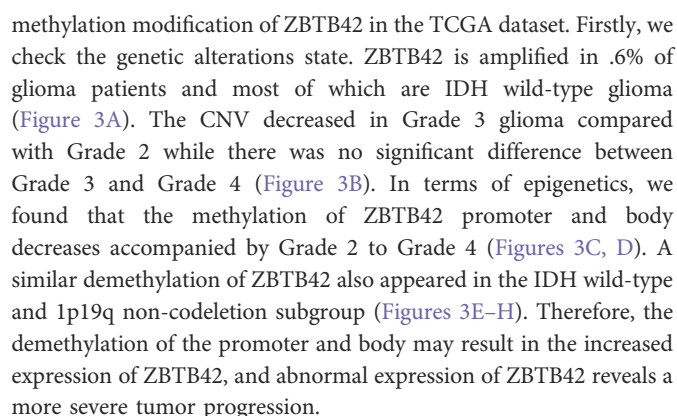 methylation modification of ZBTB42 in the TCGA dataset. Firstly, we
check the genetic alterations state. ZBTB42 is amplified in .6% of
glioma patients and most of which are IDH wild-type glioma
(Figure 3A). The CNV decreased in Grade 3 glioma compared
with Grade 2 while there was no significant difference between
Grade 3 and Grade 4 (Figure 3B). In terms of epigenetics, we
found that the methylation of ZBTB42 promoter and body
decreases accompanied by Grade 2 to Grade 4 (Figures 3C, D). A
similar demethylation of ZBTB42 also appeared in the IDH wild-type
and 1p19q non-codeletion subgroup (Figures 3E–H). Therefore, the
demethylation of the promoter and body may result in the increased
expression of ZBTB42, and abnormal expression of ZBTB42 reveals a
more severe tumor progression.